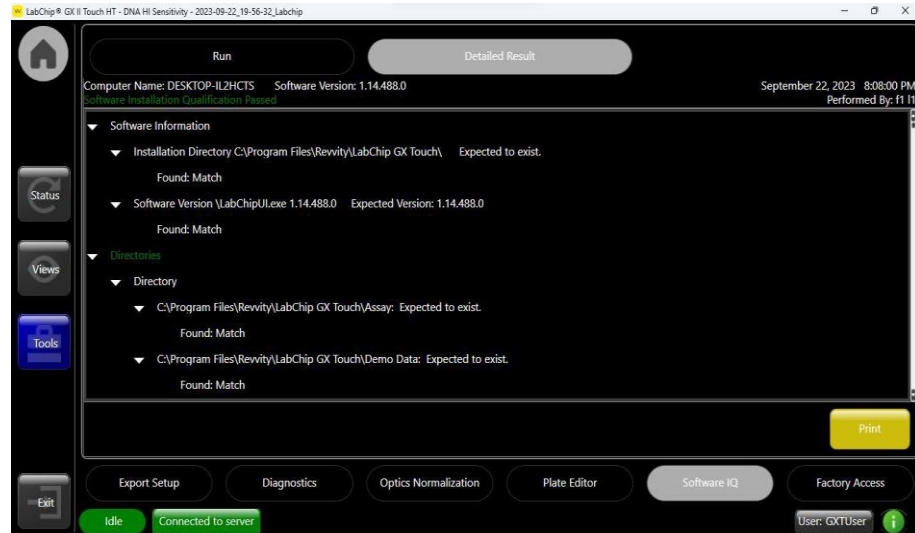 LabChip® GX II Touch HT - DNA HI Sensitivity - 2023-09-22_19-56-32_Labchip
Run
Detailed Result
Computer Name: DESKTOP-IL2HCTS Software Version: 1.14.488.0
September 22, 2023 8:08:00 PM
Software Installation Qualification Passed
Performed By: f1 l1
Software Information
Installation Directory C:\Program Files\Revvity\LabChip GX Touch\ Expected to exist.
Found: Match
Software Version \LabChipUI.exe 1.14.488.0 Expected Version: 1.14.488.0
Found: Match
Directories
Directory
C:\Program Files\Revvity\LabChip GX Touch\Assay: Expected to exist.
Found: Match
C:\Program Files\Revvity\LabChip GX Touch\Demo Data: Expected to exist.
Found: Match
Status
Views
Tools
Exit
Print
Export Setup
Diagnostics
Optics Normalization
Plate Editor
Software IQ
Factory Access
Idle
Connected to server
User: GXTUser